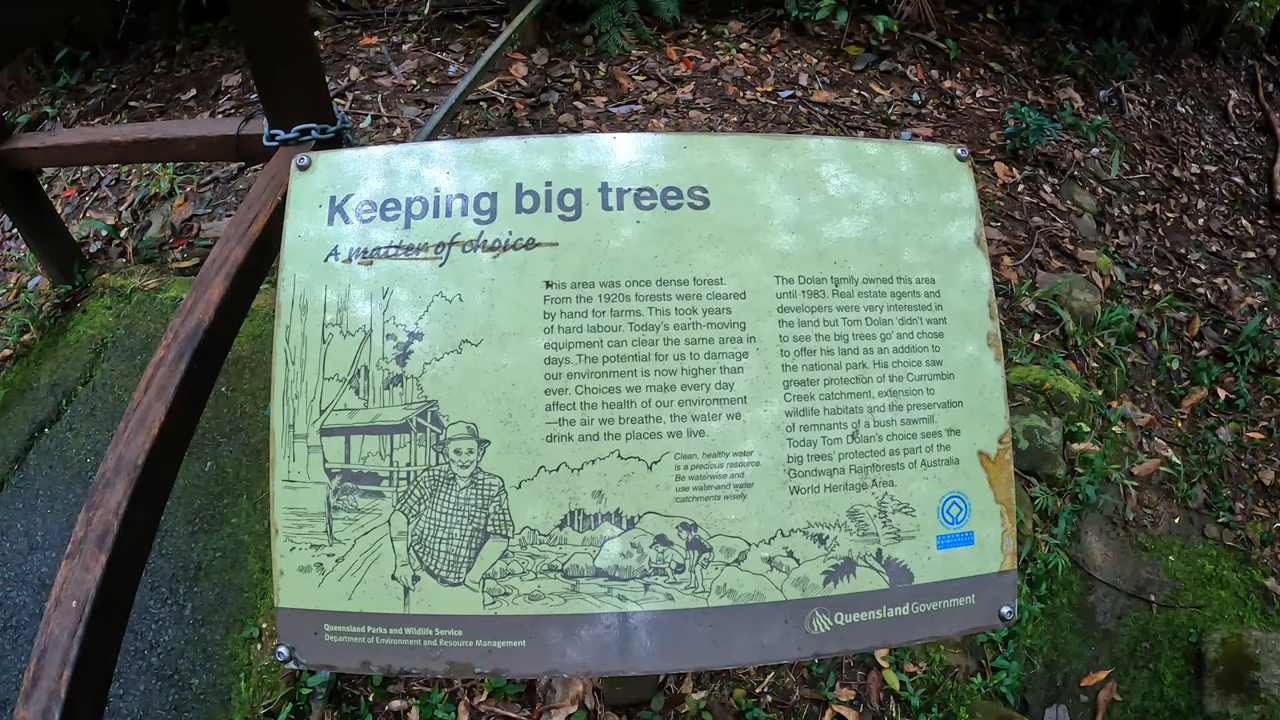 Keeping big trees
A matter of choice
This area was once dense forest.
From the 1920s forests were cleared
by hand for farms. This took years
of hard labour. Today's earth-moving
equipment can clear the same area in
days. The potential for us to damage
our environment is now higher than
ever. Choices we make every day
affect the health of our environment
—the air we breathe, the water we
drink and the places we live.
Clean, healthy water
is a precious resource.
Be waterwise and
use water and water
catchments wisely.
The Dolan family owned this area
until 1983. Real estate agents and
developers were very interested in
the land but Tom Dolan 'didn't want
to see the big trees go' and chose
to offer his land as an addition to
the national park. His choice saw
greater protection of the Currumbin
Creek catchment, extension to
wildlife habitats and the preservation
of remnants of a bush sawmill.
Today Tom Dolan's choice sees 'the
big trees' protected as part of the
Gondwana Rainforests of Australia
World Heritage Area.
GONDWANA
RAINFORESTS
Queensland Parks and Wildlife Service
Department of Environment and Resource Management
Queensland Government